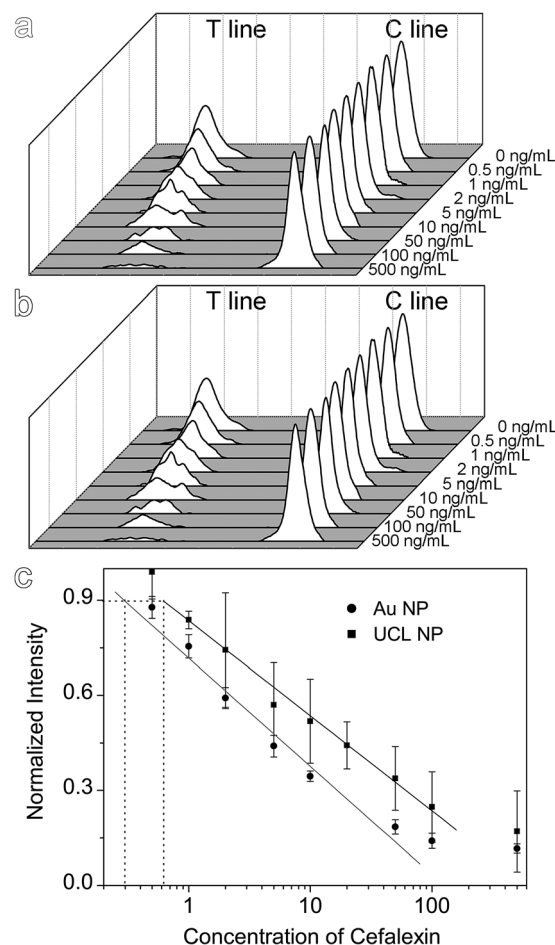 a
T line
C line
0 ng/mL
0.5 ng/mL
1 ng/mL
2 ng/mL
5 ng/mL
10 ng/mL
50 ng/mL
100 ng/mL
500 ng/mL
b
T line
C line
0 ng/mL
0.5 ng/mL
1 ng/mL
2 ng/mL
5 ng/mL
10 ng/mL
50 ng/mL
100 ng/mL
500 ng/mL
c
Au NP
UCL NP
Normalized Intensity
0.9
0.6
0.3
0.0
1
10
100
Concentration of Cefalexin